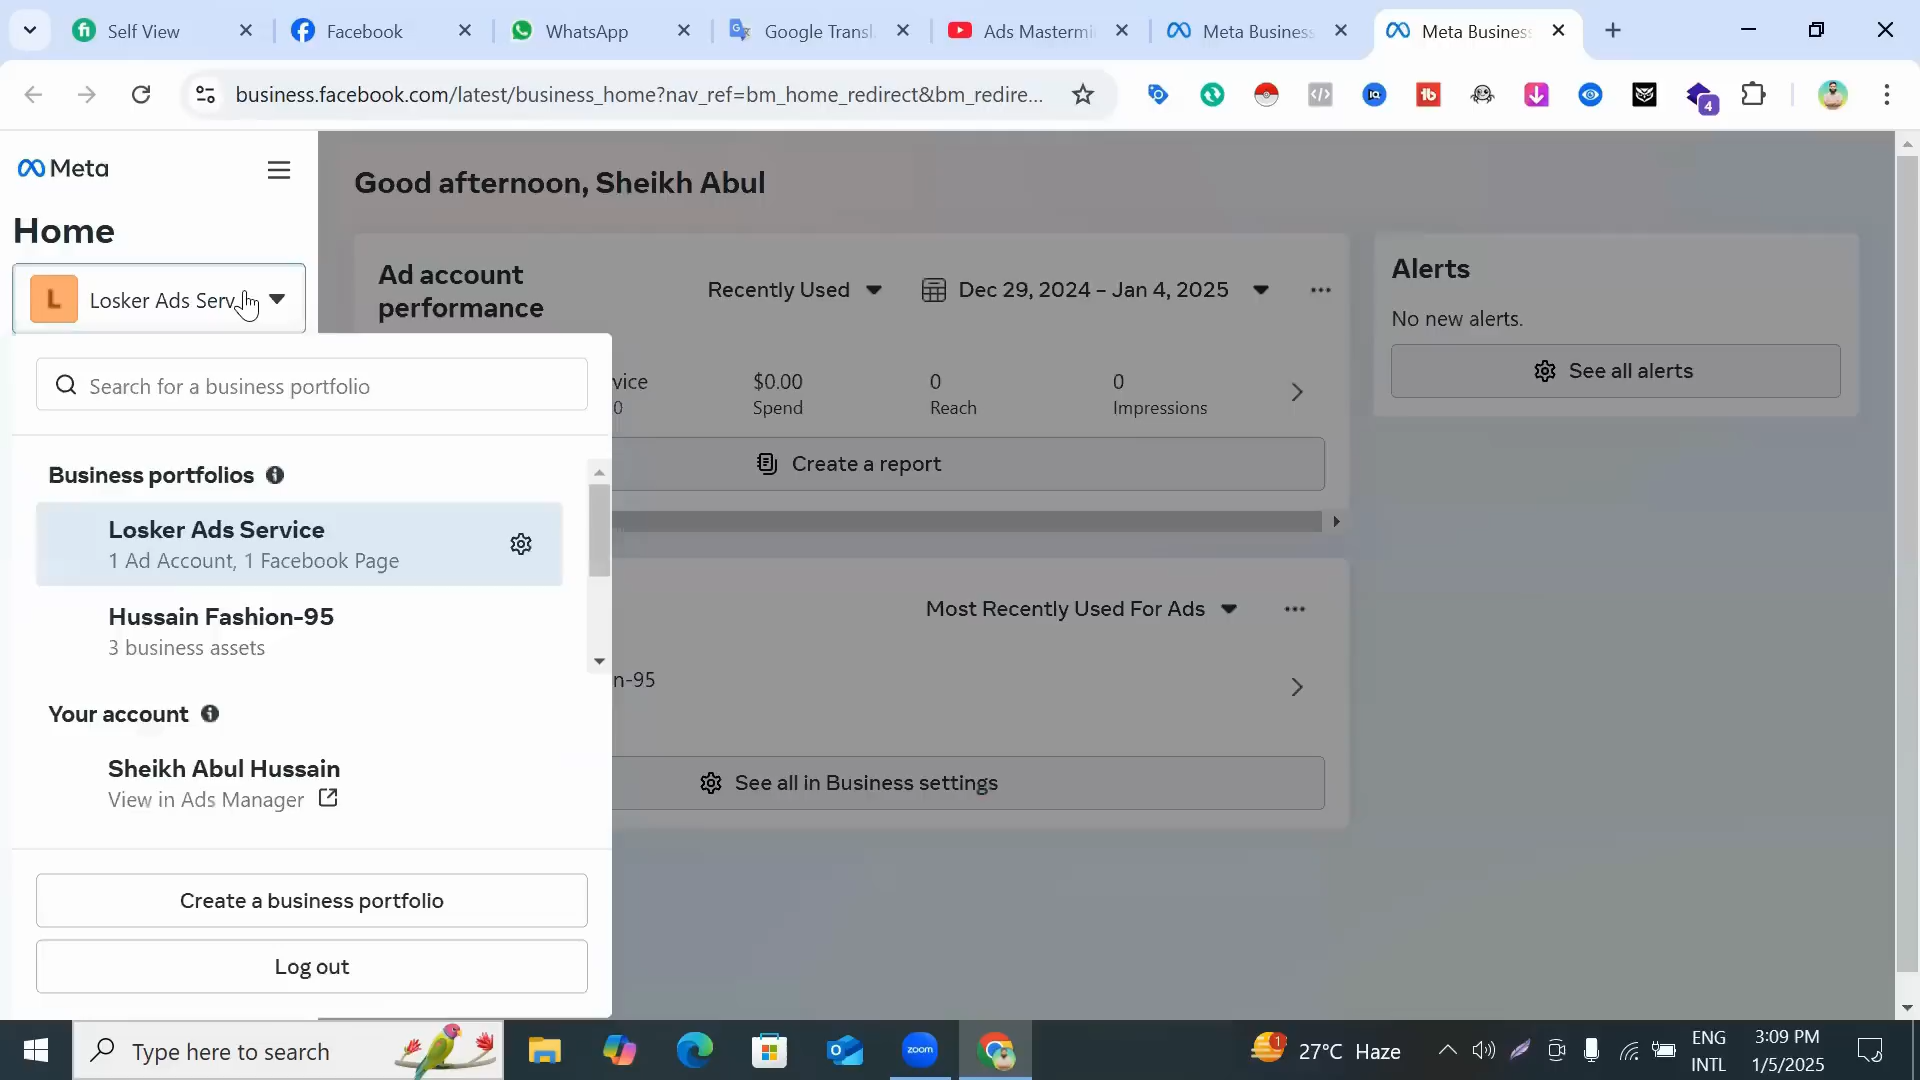 Self View
Facebook
WhatsApp
Google Transl
Ads Mastermi
Meta Business
Meta Business
business.facebook.com/latest/business_home?nav_ref=bm_home_redirect&bm_redire...
4
Meta
Home
L
Losker Ads Serv
Search for a business portfolio
Business portfolios
Losker Ads Service
1 Ad Account, 1 Facebook Page
Hussain Fashion-95
3 business assets
Your account
Sheikh Abul Hussain
View in Ads Manager
Create a business portfolio
Log out
Good afternoon, Sheikh Abul
Ad account
performance
Recently Used
Dec 29, 2024 – Jan 4, 2025
vice
0
$0.00
Spend
0
Reach
0
Impressions
Create a report
Most Recently Used For Ads
n-95
See all in Business settings
Alerts
No new alerts.
See all alerts
Type here to search
zoom
1
27°C Haze
ENG
INTL
3:09 PM
1/5/2025